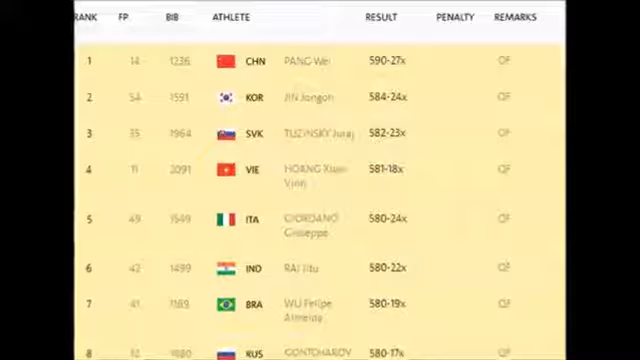 RANK FP BIB ATHLETE RESULT PENALTY REMARKS
1 14 1236 CHN PANG Wei 590-27x QF
2 54 1591 KOR JIN Jongoh 584-24x QF
3 35 1964 SVK TUZINSKY Juraj 582-23x QF
4 11 2091 VIE HOANG Xuan 581-18x QF
Vinh
5 49 1549 ITA GIORDANO 580-24x QF
Giuseppe
6 42 1499 IND RAI Jitu 580-22x QF
7 41 1169 BRA WU Felipe 580-19x QF
Almeida
8 RUS GONTCHAROV 580-17x QF